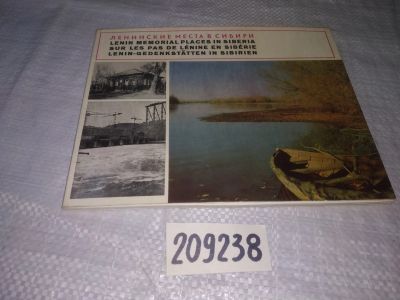 ЛЕНИНСКИЕ МЕСТА В СИБИРИ
LENIN MEMORIAL PLACES IN SIBERIA
SUR LES PAS DE LÉNINE EN SIBÉRIE
LENIN-GEDENKSTÄTTEN IN SIBIRIEN
209238